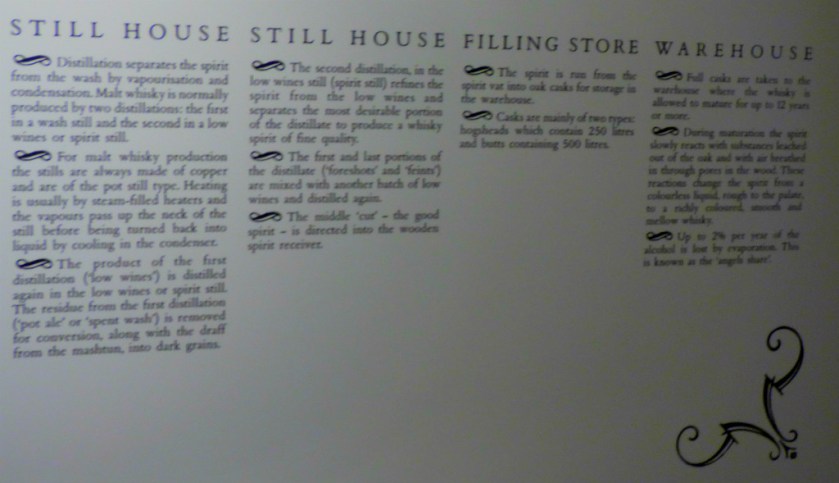 STILL HOUSE
Distillation separates the spirit
from the wash by vapourisation and
condensation. Malt whisky is normally
produced by two distillations: the first
in a wash still and the second in a low
wines or spirit still.
For malt whisky production
the stills are always made of copper
and are of the pot still type. Heating
is usually by steam-filled heaters and
the vapours pass up the neck of the
still before being turned back into
liquid by cooling in the condenser.
The product of the first
distillation ('low wines') is distilled
again in the low wines or spirit still.
The residue from the first distillation
('pot ale' or 'spent wash') is removed
for conversion, along with the draff
from the mashtun, into dark grains.
STILL HOUSE
The second distillation, in the
low wines still (spirit still) refines the
spirit from the low wines and
separates the most desirable portion
of the distillate to produce a whisky
spirit of fine quality.
The first and last portions of
the distillate ('foreshots' and 'feints')
are mixed with another batch of low
wines and distilled again.
The middle 'cut' – the good
spirit – is directed into the wooden
spirit receiver.
FILLING STORE
The spirit is run from the
spirit vat into oak casks for storage in
the warehouse.
Casks are mainly of two types:
hogsheads which contain 250 litres
and butts containing 500 litres.
WAREHOUSE
Full casks are taken to the
warehouse where the whisky is
allowed to mature for up to 12 years
or more.
During maturation the spirit
slowly reacts with substances leached
out of the oak and with air breathed
in through pores in the wood. These
reactions change the spirit from a
colourless liquid, rough to the palate,
to a richly coloured, smooth and
mellow whisky.
Up to 2% per year of the
alcohol is lost by evaporation. This
is known as the 'angels share'.